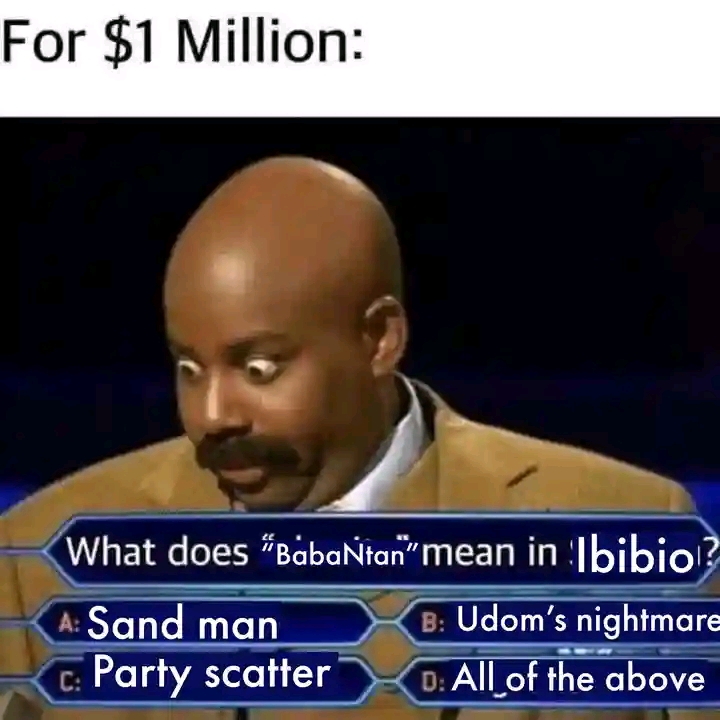 For $1 Million:
What does “BabaNtan” mean in Ibibio?
A: Sand man
B: Udom’s nightmare
C: Party scatter
D: All of the above